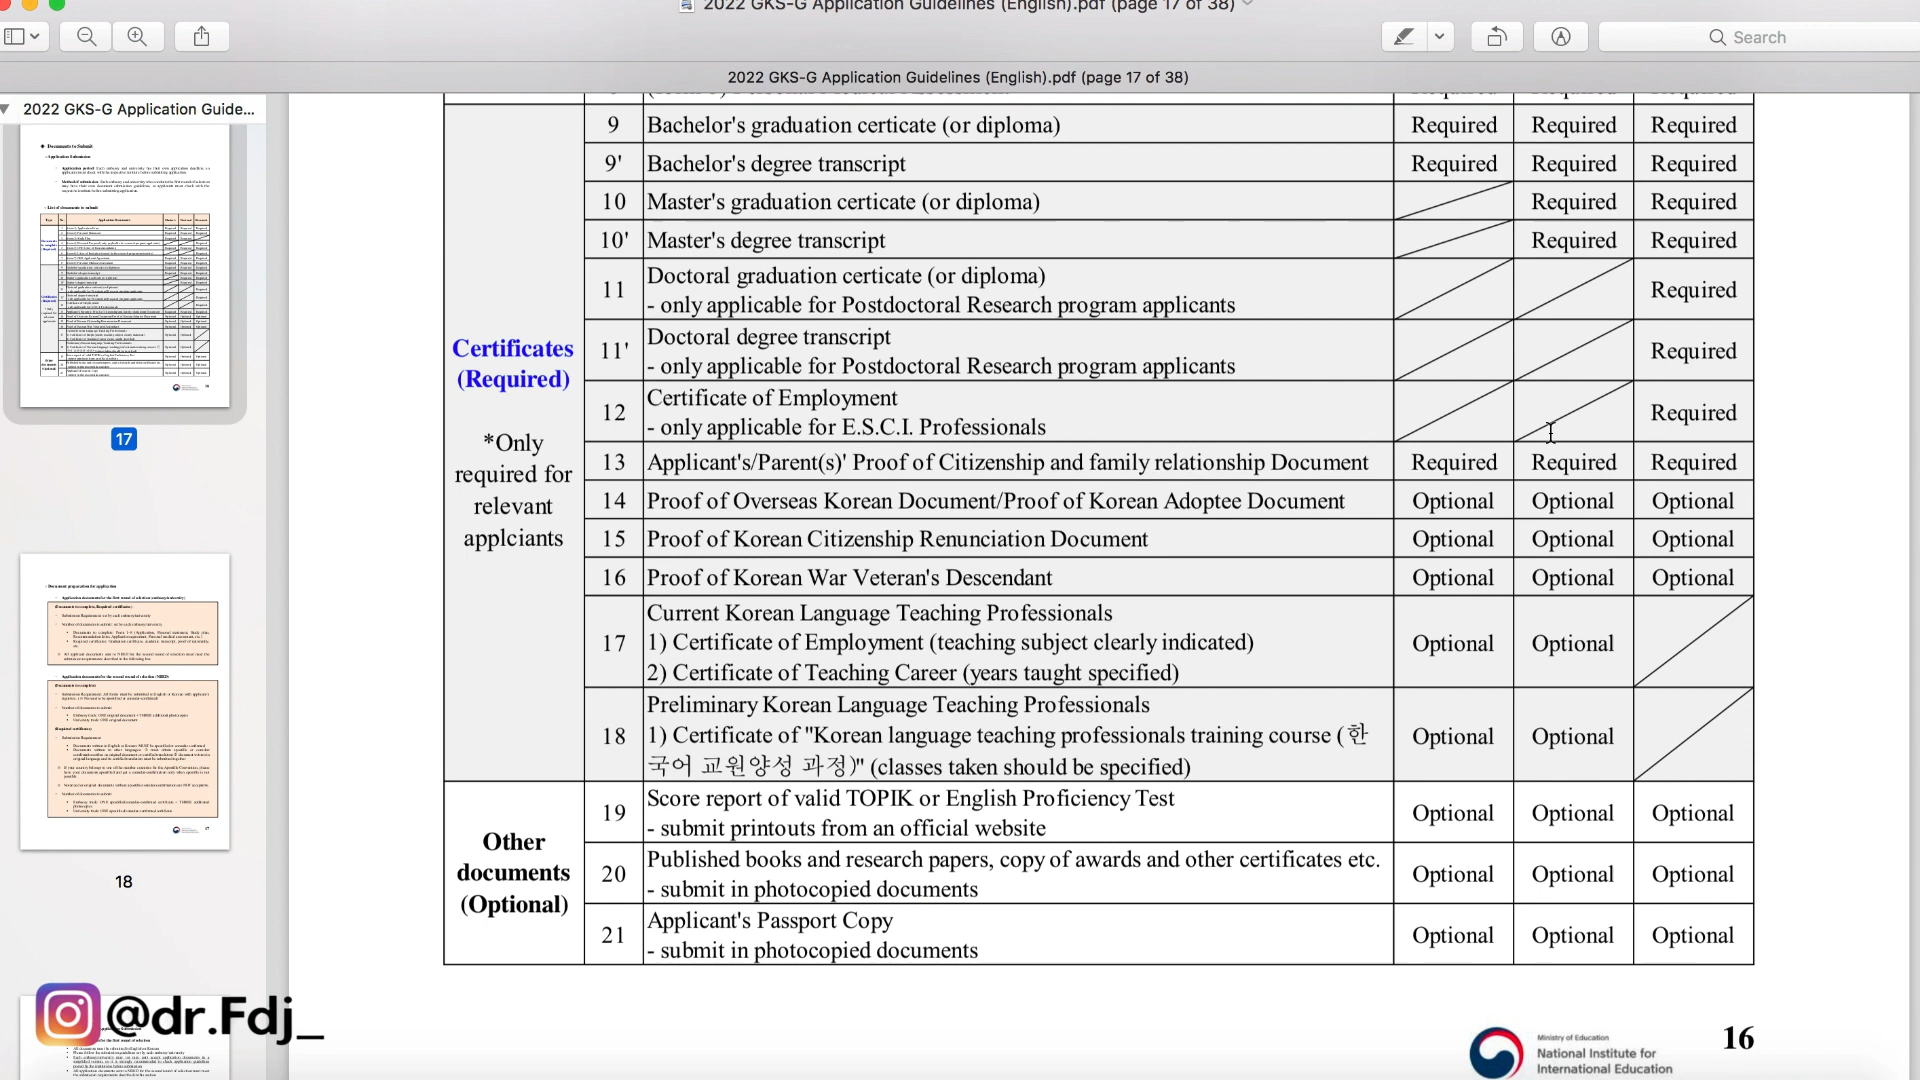 2022 GKS-G Application Guidelines (English).pdf (page 17 of 38)
Search
2022 GKS-G Application Guidelines (English).pdf (page 17 of 38)
2022 GKS-G Application Guide...
Documents to Submit
17
18
Certificates
(Required)
*Only
required for
relevant
applciants
9 Bachelor's graduation certicate (or diploma) Required Required Required
9' Bachelor's degree transcript Required Required Required
10 Master's graduation certicate (or diploma) Required Required
10' Master's degree transcript Required Required
11 Doctoral graduation certicate (or diploma)
- only applicable for Postdoctoral Research program applicants Required
11' Doctoral degree transcript
- only applicable for Postdoctoral Research program applicants Required
12 Certificate of Employment
- only applicable for E.S.C.I. Professionals Required
13 Applicant's/Parent(s)' Proof of Citizenship and family relationship Document Required Required Required
14 Proof of Overseas Korean Document/Proof of Korean Adoptee Document Optional Optional Optional
15 Proof of Korean Citizenship Renunciation Document Optional Optional Optional
16 Proof of Korean War Veteran's Descendant Optional Optional Optional
17 Current Korean Language Teaching Professionals
1) Certificate of Employment (teaching subject clearly indicated) Optional Optional
2) Certificate of Teaching Career (years taught specified)
18 Preliminary Korean Language Teaching Professionals
1) Certificate of "Korean language teaching professionals training course (한 Optional Optional
국어 교원양성 과정)" (classes taken should be specified)
Other
documents
(Optional)
19 Score report of valid TOPIK or English Proficiency Test
- submit printouts from an official website Optional Optional Optional
20 Published books and research papers, copy of awards and other certificates etc.
- submit in photocopied documents Optional Optional Optional
21 Applicant's Passport Copy
- submit in photocopied documents Optional Optional Optional
@dr.Fdj_
Ministry of Education
National Institute for
International Education
16